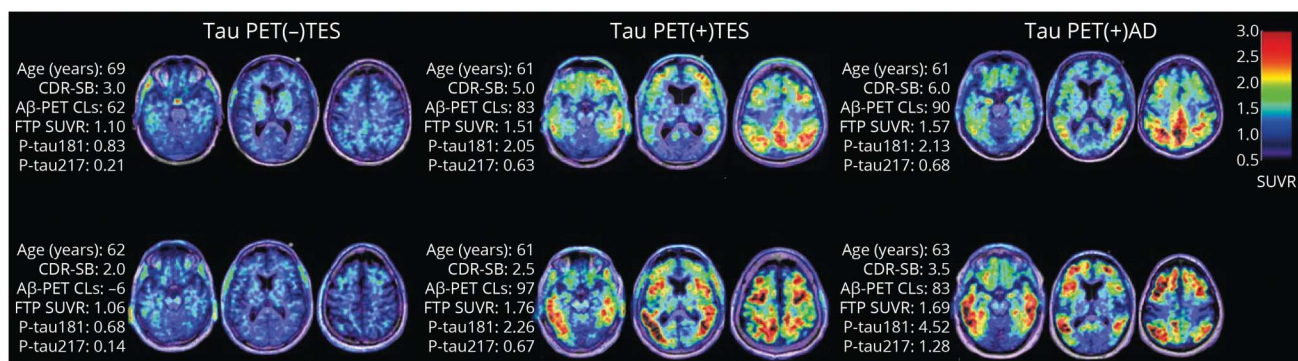 Tau PET(–)TES
Tau PET(+)TES
Tau PET(+)AD
Age (years): 69
CDR-SB: 3.0
Aβ-PET CLs: 62
FTP SUVR: 1.10
P-tau181: 0.83
P-tau217: 0.21
Age (years): 61
CDR-SB: 5.0
Aβ-PET CLs: 83
FTP SUVR: 1.51
P-tau181: 2.05
P-tau217: 0.63
Age (years): 61
CDR-SB: 6.0
Aβ-PET CLs: 90
FTP SUVR: 1.57
P-tau181: 2.13
P-tau217: 0.68
3.0
2.5
2.0
1.5
1.0
0.5
SUVR
Age (years): 62
CDR-SB: 2.0
Aβ-PET CLs: –6
FTP SUVR: 1.06
P-tau181: 0.68
P-tau217: 0.14
Age (years): 61
CDR-SB: 2.5
Aβ-PET CLs: 97
FTP SUVR: 1.76
P-tau181: 2.26
P-tau217: 0.67
Age (years): 63
CDR-SB: 3.5
Aβ-PET CLs: 83
FTP SUVR: 1.69
P-tau181: 4.52
P-tau217: 1.28